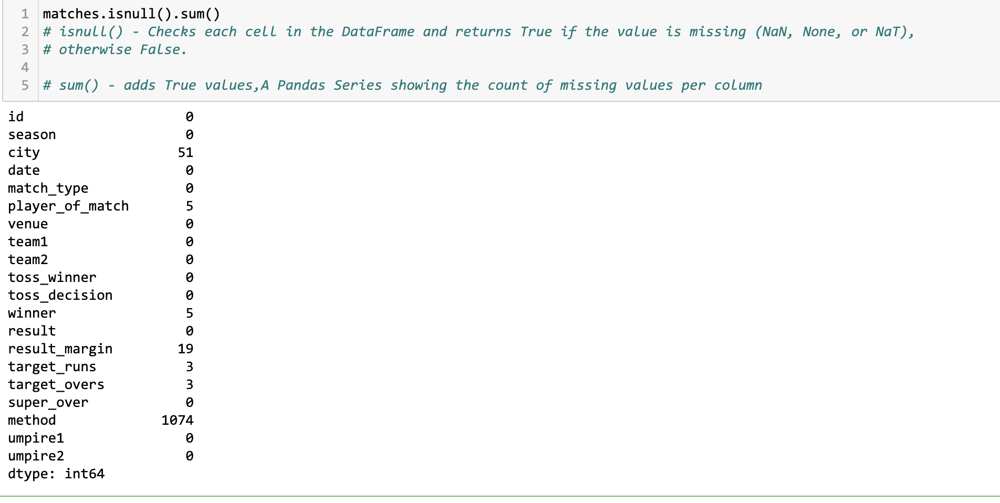 1 matches.isnull().sum()
2 # isnull() - Checks each cell in the DataFrame and returns True if the value is missing (NaN, None, or NaT),
3 # otherwise False.
4
5 # sum() - adds True values,A Pandas Series showing the count of missing values per column
id 0
season 0
city 51
date 0
match_type 0
player_of_match 5
venue 0
team1 0
team2 0
toss_winner 0
toss_decision 0
winner 5
result 0
result_margin 19
target_runs 3
target_overs 3
super_over 0
method 1074
umpire1 0
umpire2 0
dtype: int64